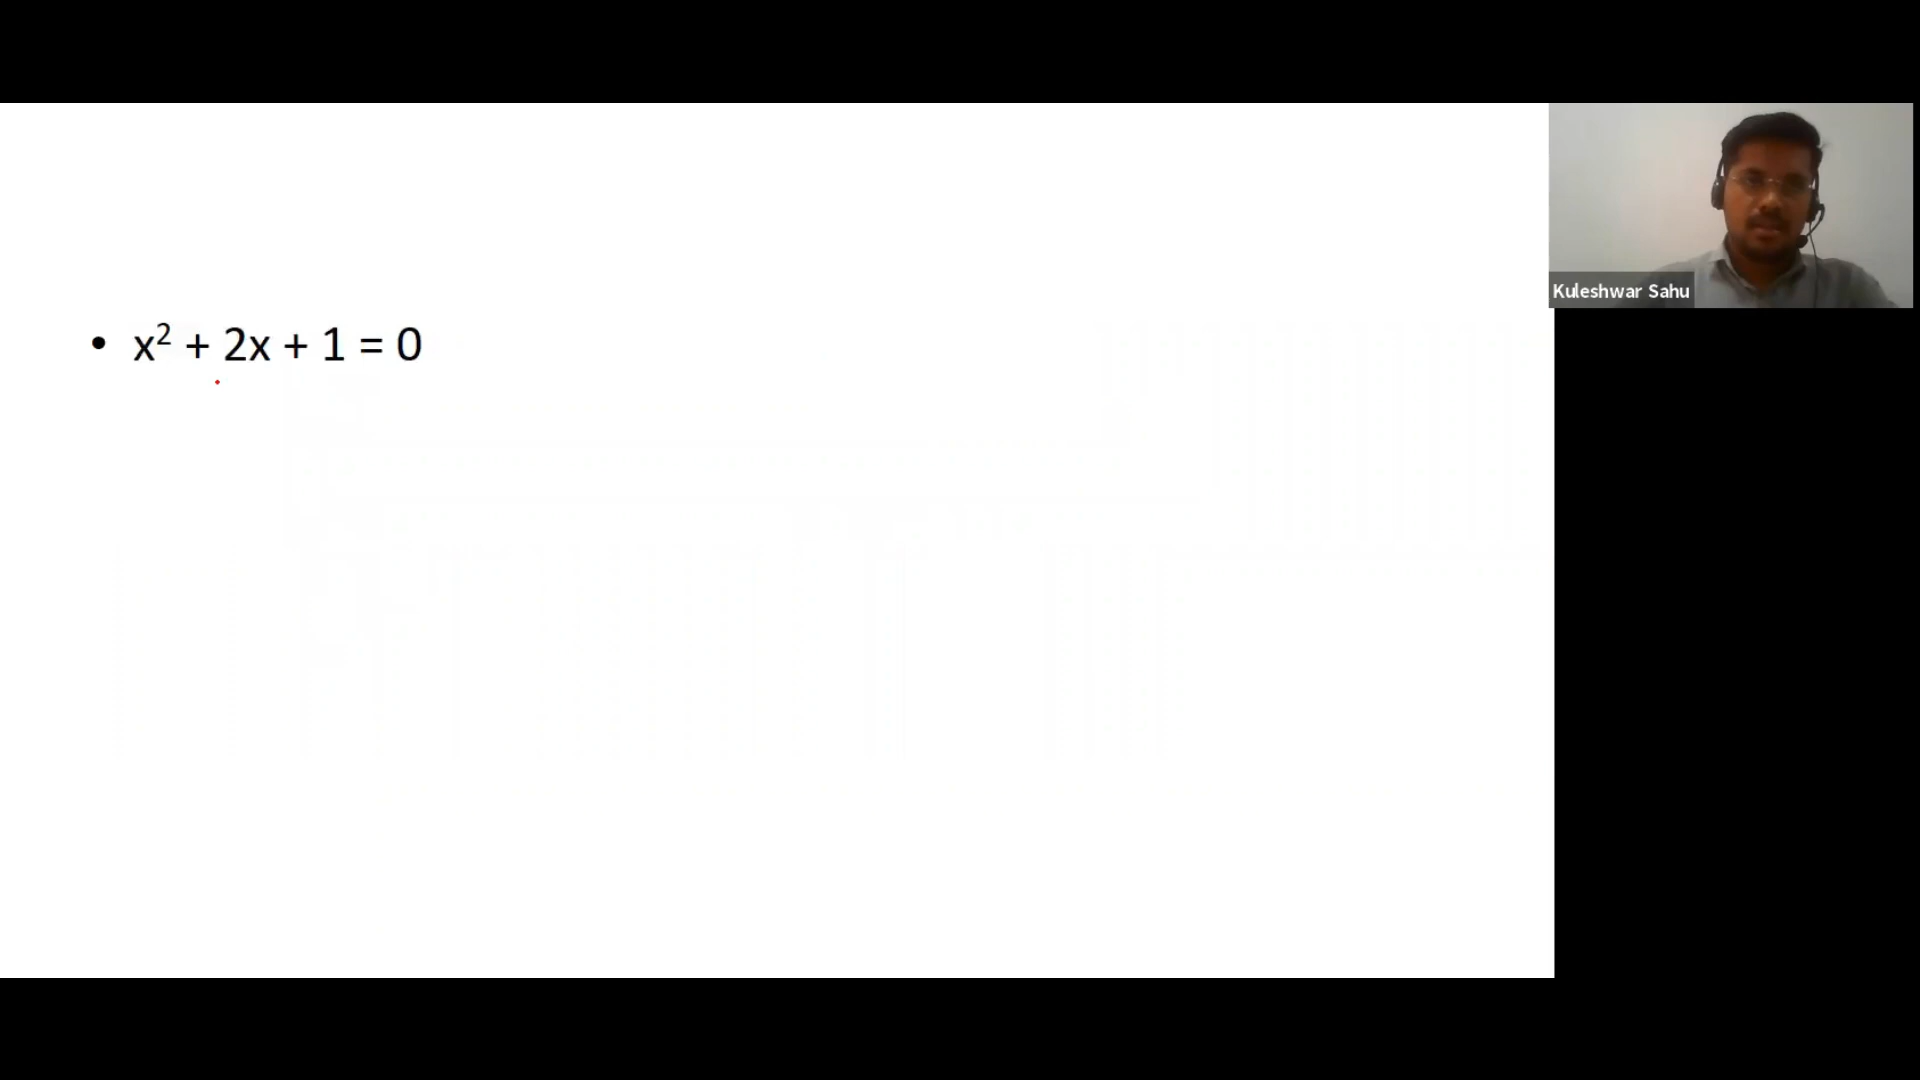 • x² + 2x + 1 = 0
Kuleshwar Sahu